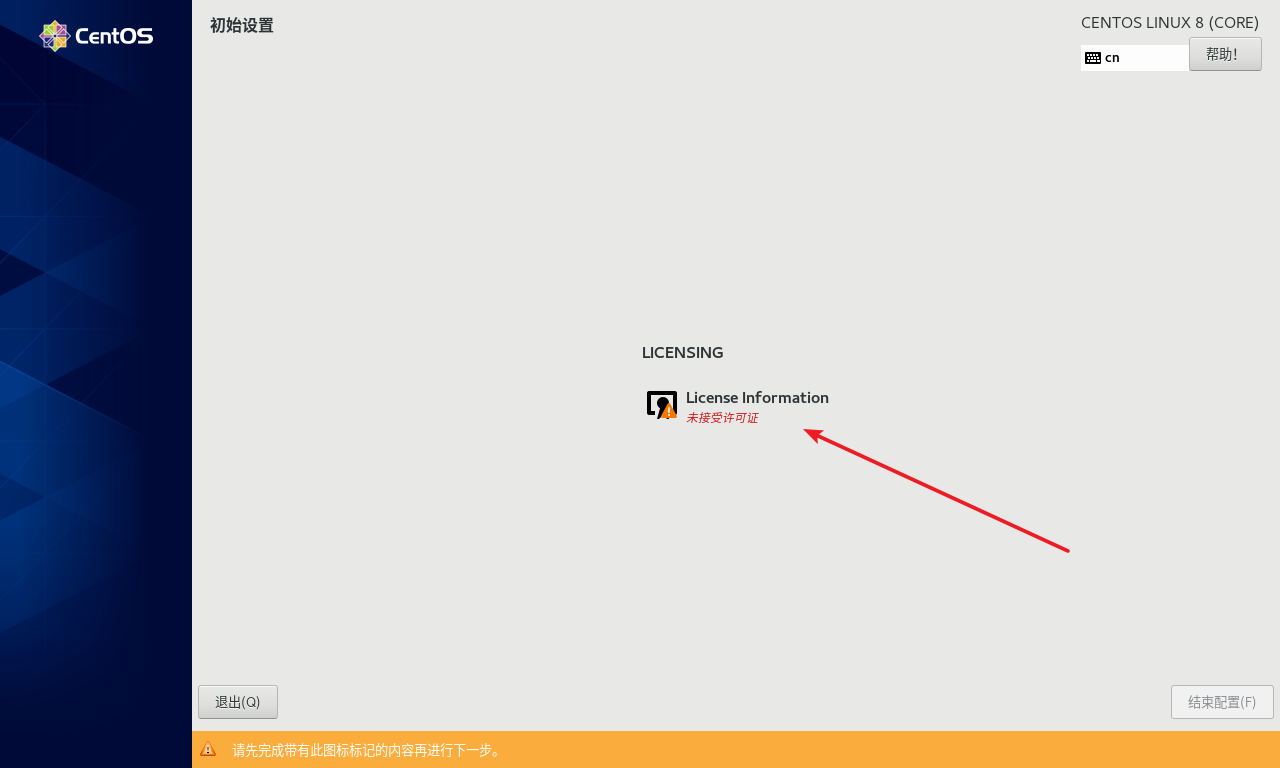 CentOS
初始设置
CENTOS LINUX 8 (CORE)
cn
帮助!
LICENSING
License Information
未接受许可证
退出(Q)
结束配置(F)
请先完成带有此图标标记的内容再进行下一步。